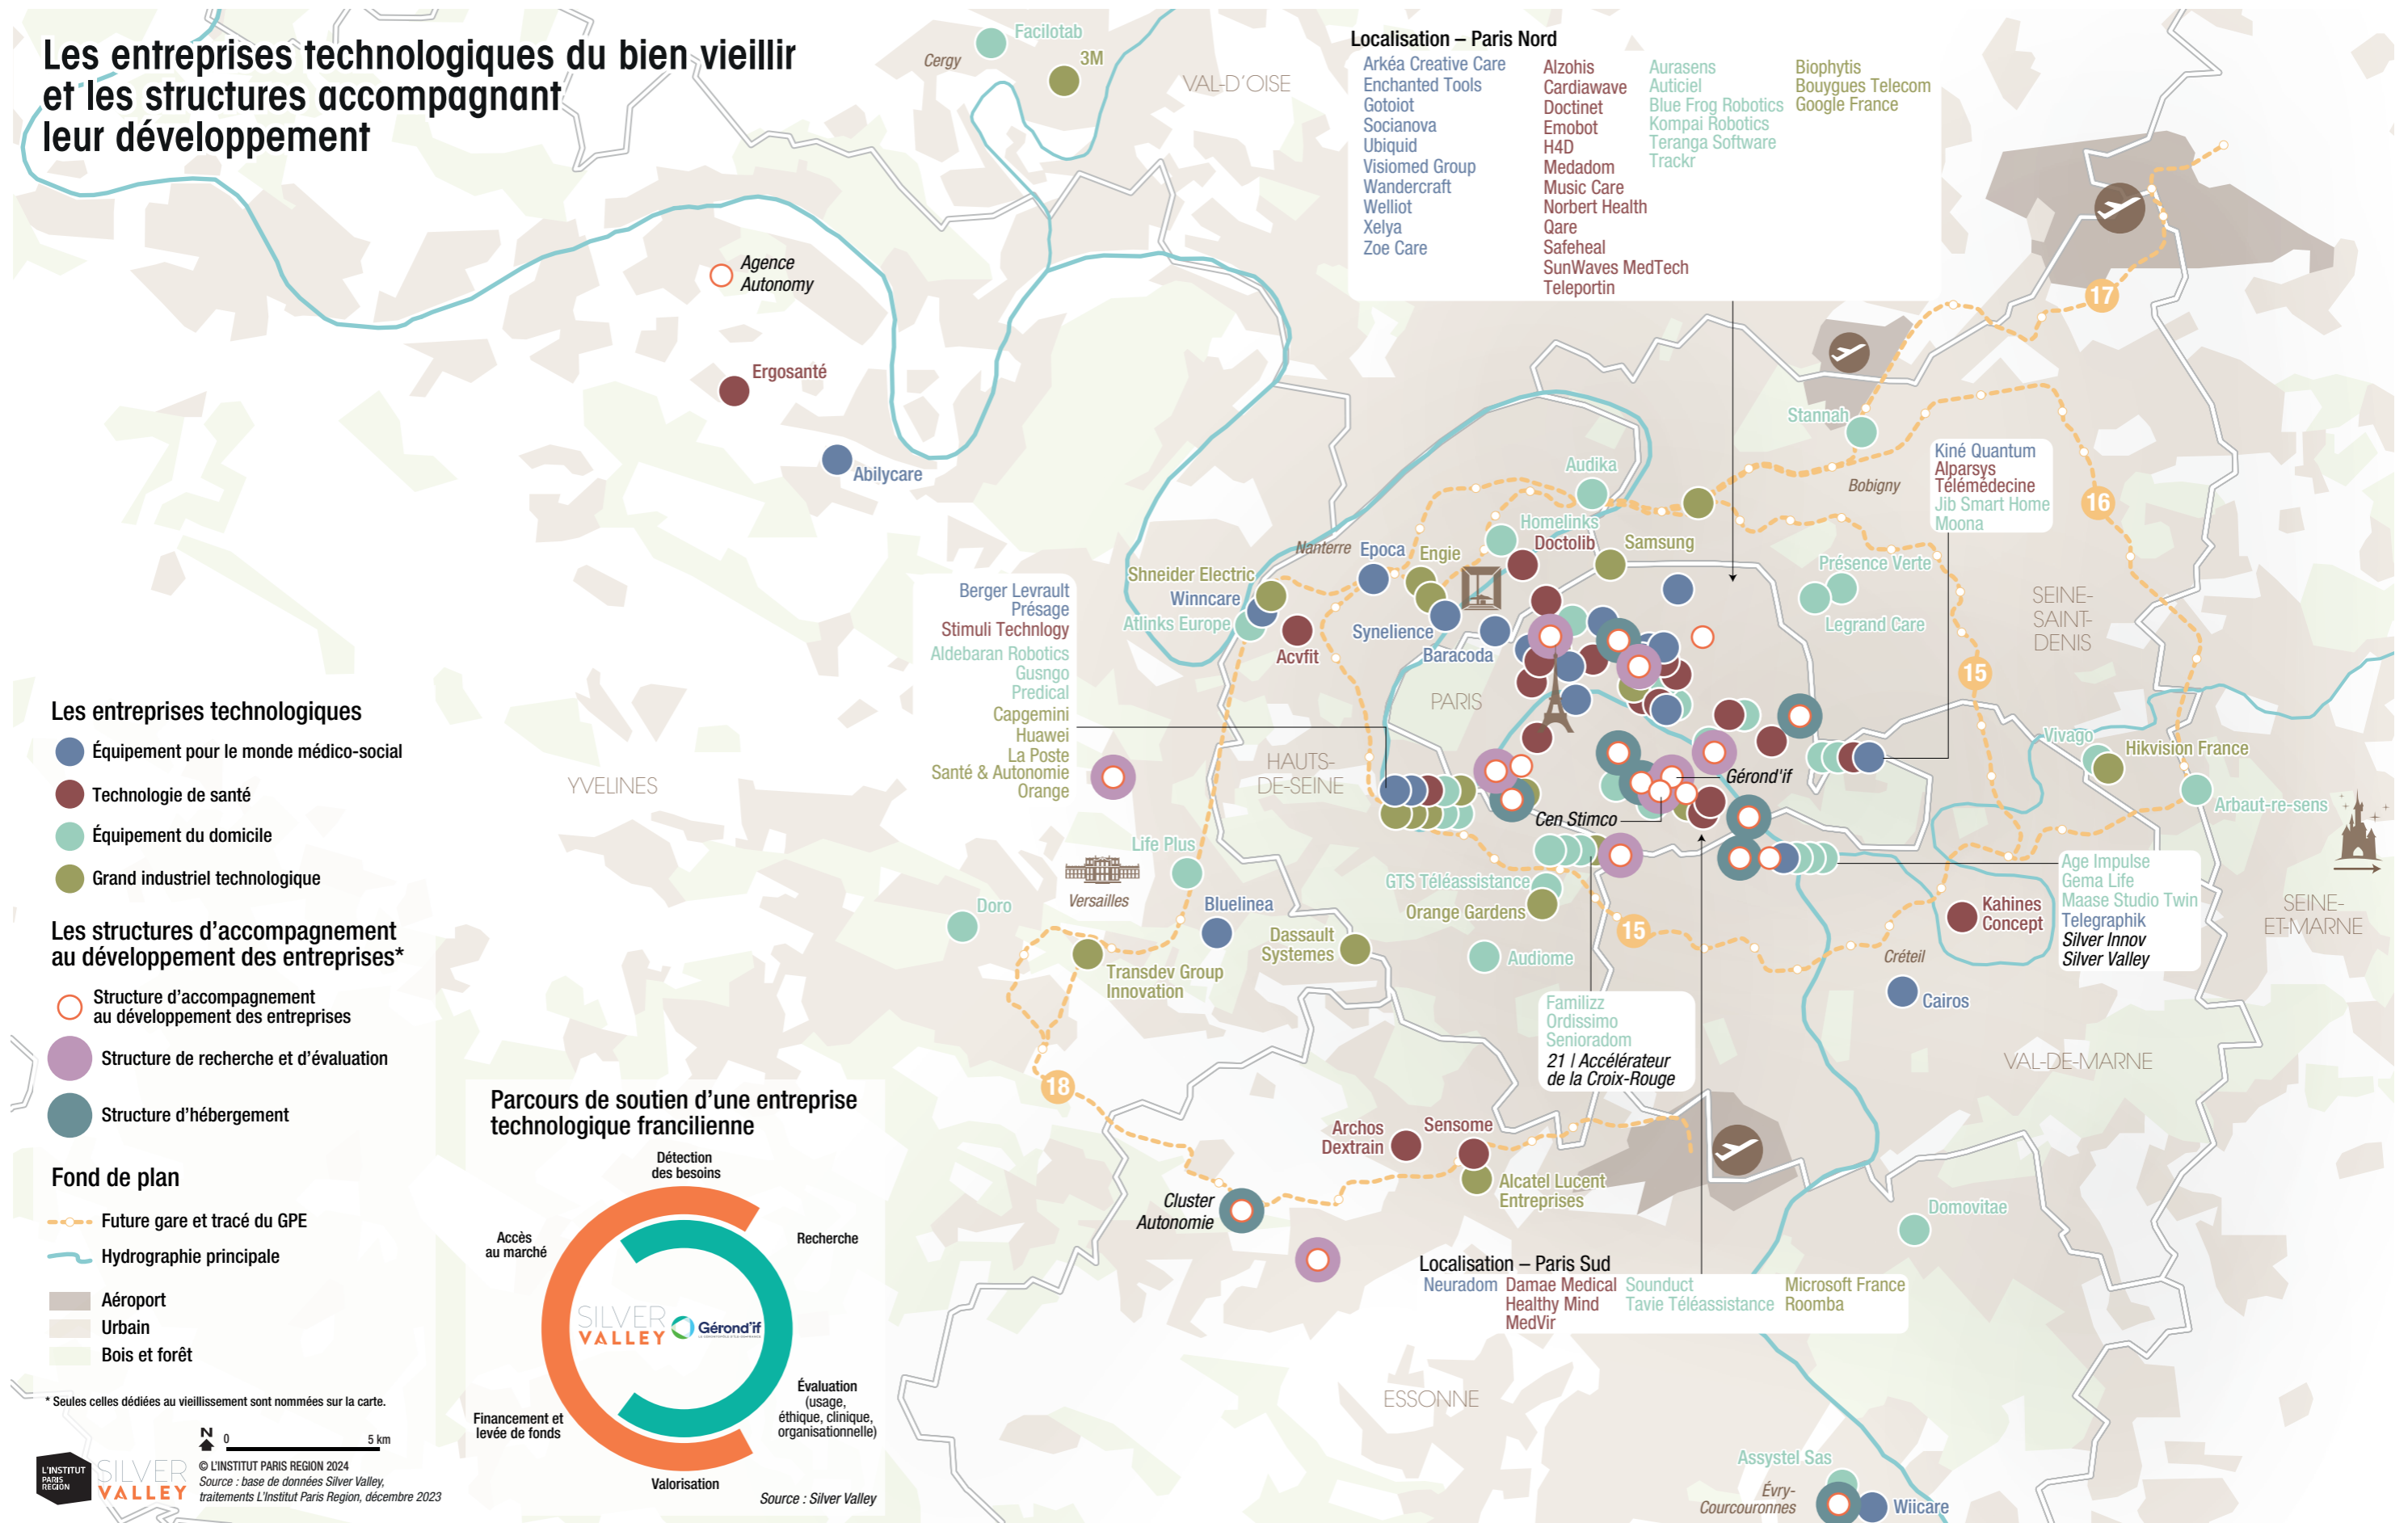 Les entreprises technologiques du bien vieillir
et les structures accompagnant
leur développement
Cergy
Facilotab
3M
VAL-D'OISE
Localisation – Paris Nord
Arkéa Creative Care
Enchanted Tools
Gotoiot
Socianova
Ubiquid
Visiomed Group
Wandercraft
Welliot
Xelya
Zoe Care
Alzohis
Cardiawave
Doctinet
Emobot
H4D
Medadom
Music Care
Norbert Health
Qare
Safeheal
SunWaves MedTech
Teleportin
Aurasens
Auticiel
Blue Frog Robotics
Kompai Robotics
Teranga Software
Trackr
Biophytis
Bouygues Telecom
Google France
Agence
Autonomy
Ergosanté
Abilycare
17
Stannah
Bobigny
16
Kiné Quantum
Alparsys
Télémédecine
Jib Smart Home
Moona
Audika
Homelinks
Doctolib
Samsung
Nanterre
Epoca
Engie
Shneider Electric
Winncare
Atlinks Europe
Acvfit
Synelience
Baracoda
Présence Verte
Legrand Care
SEINE-
SAINT-
DENIS
15
PARIS
Berger Levrault
Présage
Stimuli Technlogy
Aldebaran Robotics
Gusngo
Predical
Capgemini
Huawei
La Poste
Santé & Autonomie
Orange
HAUTS-
DE-SEINE
YVELINES
Gérond'if
Cen Stimco
Vivago
Hikvision France
Arbaut-re-sens
Life Plus
Versailles
Doro
Bluelinea
Transdev Group
Innovation
Dassault
Systemes
GTS Téléassistance
Orange Gardens
Audiome
15
Kahines
Concept
Créteil
Cairos
Age Impulse
Gema Life
Maase Studio Twin
Telegraphik
Silver Innov
Silver Valley
SEINE-
ET-MARNE
Familizz
Ordissimo
Senioradom
21 | Accélérateur
de la Croix-Rouge
VAL-DE-MARNE
18
Archos
Dextrain
Sensome
Alcatel Lucent
Entreprises
Cluster
Autonomie
Domovitae
Localisation – Paris Sud
Neuradom
Damae Medical
Healthy Mind
MedVir
Sounduct
Tavie Téléassistance
Microsoft France
Roomba
ESSONNE
Assystel Sas
Évry-
Courcouronnes
Wiicare
Les entreprises technologiques
Équipement pour le monde médico-social
Technologie de santé
Équipement du domicile
Grand industriel technologique
Les structures d'accompagnement
au développement des entreprises*
Structure d'accompagnement
au développement des entreprises
Structure de recherche et d'évaluation
Structure d'hébergement
Fond de plan
Future gare et tracé du GPE
Hydrographie principale
Aéroport
Urbain
Bois et forêt
* Seules celles dédiées au vieillissement sont nommées sur la carte.
N
0 5 km
L'INSTITUT
PARIS
REGION
SILVER
VALLEY
© L'INSTITUT PARIS REGION 2024
Source : base de données Silver Valley,
traitements L'Institut Paris Region, décembre 2023
Parcours de soutien d'une entreprise
technologique francilienne
Détection
des besoins
Accès
au marché
Recherche
SILVER
VALLEY
Gérond'if
Évaluation
(usage,
éthique, clinique,
organisationnelle)
Financement et
levée de fonds
Valorisation
Source : Silver Valley